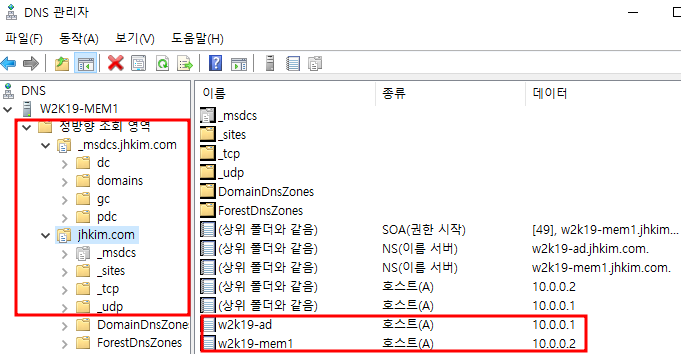 DNS 관리자
파일(F) 동작(A) 보기(V) 도움말(H)
DNS
W2K19-MEM1
정방향 조회 영역
_msdcs.jhkim.com
dc
domains
gc
pdc
jhkim.com
_msdcs
_sites
_tcp
_udp
DomainDnsZones
ForestDnsZones
이름 종류 데이터
_msdcs
_sites
_tcp
_udp
DomainDnsZones
ForestDnsZones
(상위 폴더와 같음) SOA(권한 시작) [49], w2k19-mem1.jhkim...
(상위 폴더와 같음) NS(이름 서버) w2k19-ad.jhkim.com.
(상위 폴더와 같음) NS(이름 서버) w2k19-mem1.jhkim.com.
(상위 폴더와 같음) 호스트(A) 10.0.0.2
(상위 폴더와 같음) 호스트(A) 10.0.0.1
w2k19-ad 호스트(A) 10.0.0.1
w2k19-mem1 호스트(A) 10.0.0.2